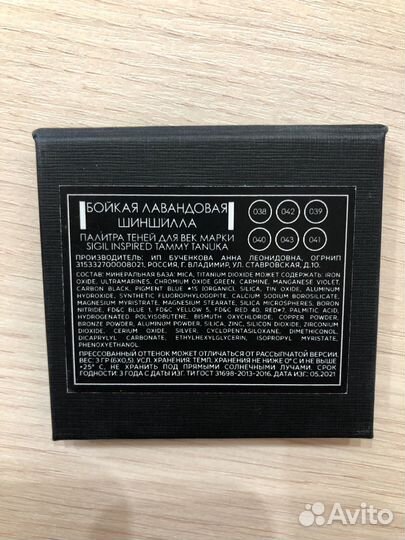 БОЙКАЯ ЛАВАНДОВАЯ
ШИНШИЛЛА
ПАЛИТРА ТЕНЕЙ ДЛЯ ВЕК МАРКИ
SIGIL INSPIRED TAMMY TANUKA
038 042 039
040 043 041
ПРОИЗВОДИТЕЛЬ: ИП БУЧЕНКОВА АННА ЛЕОНИДОВНА, ОГРНИП
315332700008021, РОССИЯ, Г. ВЛАДИМИР, УЛ. СТАВРОВСКАЯ, Д.10.
СОСТАВ: МИНЕРАЛЬНАЯ БАЗА: MICA, TITANIUM DIOXIDE МОЖЕТ СОДЕРЖАТЬ: IRON
OXIDE, ULTRAMARINES, CHROMIUM OXIDE GREEN, CARMINE, MANGANESE VIOLET,
CARBON BLACK, PIGMENT BLUE #15 (ORGANIC), SILICA, TIN OXIDE, ALUMINUM
HYDROXIDE, SYNTHETIC FLUORPHYLOGOPITE, CALCIUM SODIUM BOROSILICATE,
MAGNESIUM MYRISTRATE, MAGNESIUM STEARATE, SILICA MICROSPHERES, BORON
NITRIDE, FD&C BLUE 1, FD&C YELLOW 5, FD&C RED 40, RED#7, PALMITIC ACID,
HYDROGENATED POLYISOBUTENE, BISMUTH OXYCHLORIDE, COPPER POWDER,
BRONZE POWDER, ALUMINUM POWDER, SILICA, ZINC, SILICON DIOXIDE, ZIRCONIUM
DIOXIDE, CERIUM OXIDE, SILVER, CYCLOPENTASILOXANE, DIMETHICONOL,
DICAPRYLYL CARBONATE, ETHYLHEXYLGLYCERIN, ISOPROPYL MYRISTATE,
PHENOXYETHANOL.
ПРЕССОВАННЫЙ ОТТЕНОК МОЖЕТ ОТЛИЧАТЬСЯ ОТ РАССЫПЧАТОЙ ВЕРСИИ.
ВЕС: 3 ГР (6X0,5). УСЛ. ХРАНЕНИЯ: ТЕМП. ХРАНЕНИЯ НЕ НИЖЕ 0° С И НЕ ВЫШЕ
+25° С, НЕ ХРАНИТЬ ПОД ПРЯМЫМИ СОЛНЕЧНЫМИ ЛУЧАМИ. СРОК
ГОДНОСТИ: 3 ГОДА С ДАТЫ ИЗГ. ТИ ГОСТ 31698-2013-2016. ДАТА ИЗГ: 05.2021
Avito